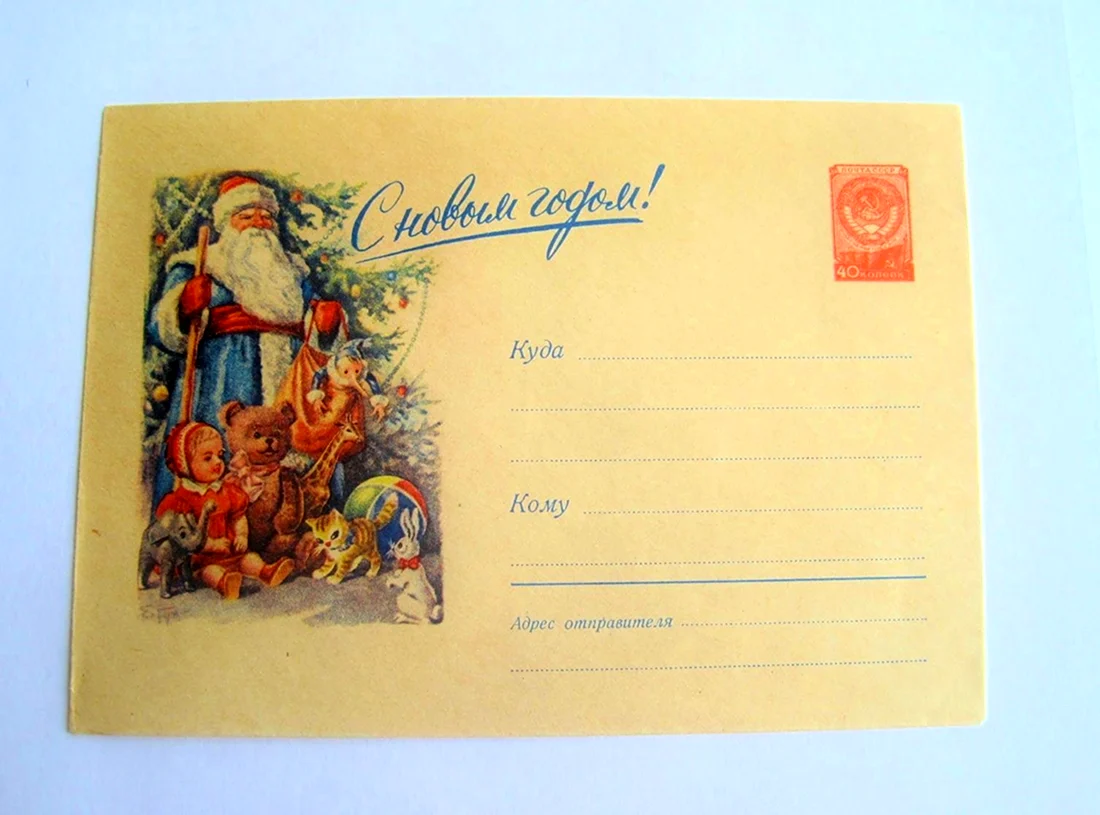 С новым годом!
ПОЧТА СССР
40 копеек
Куда
Кому
Адрес отправителя